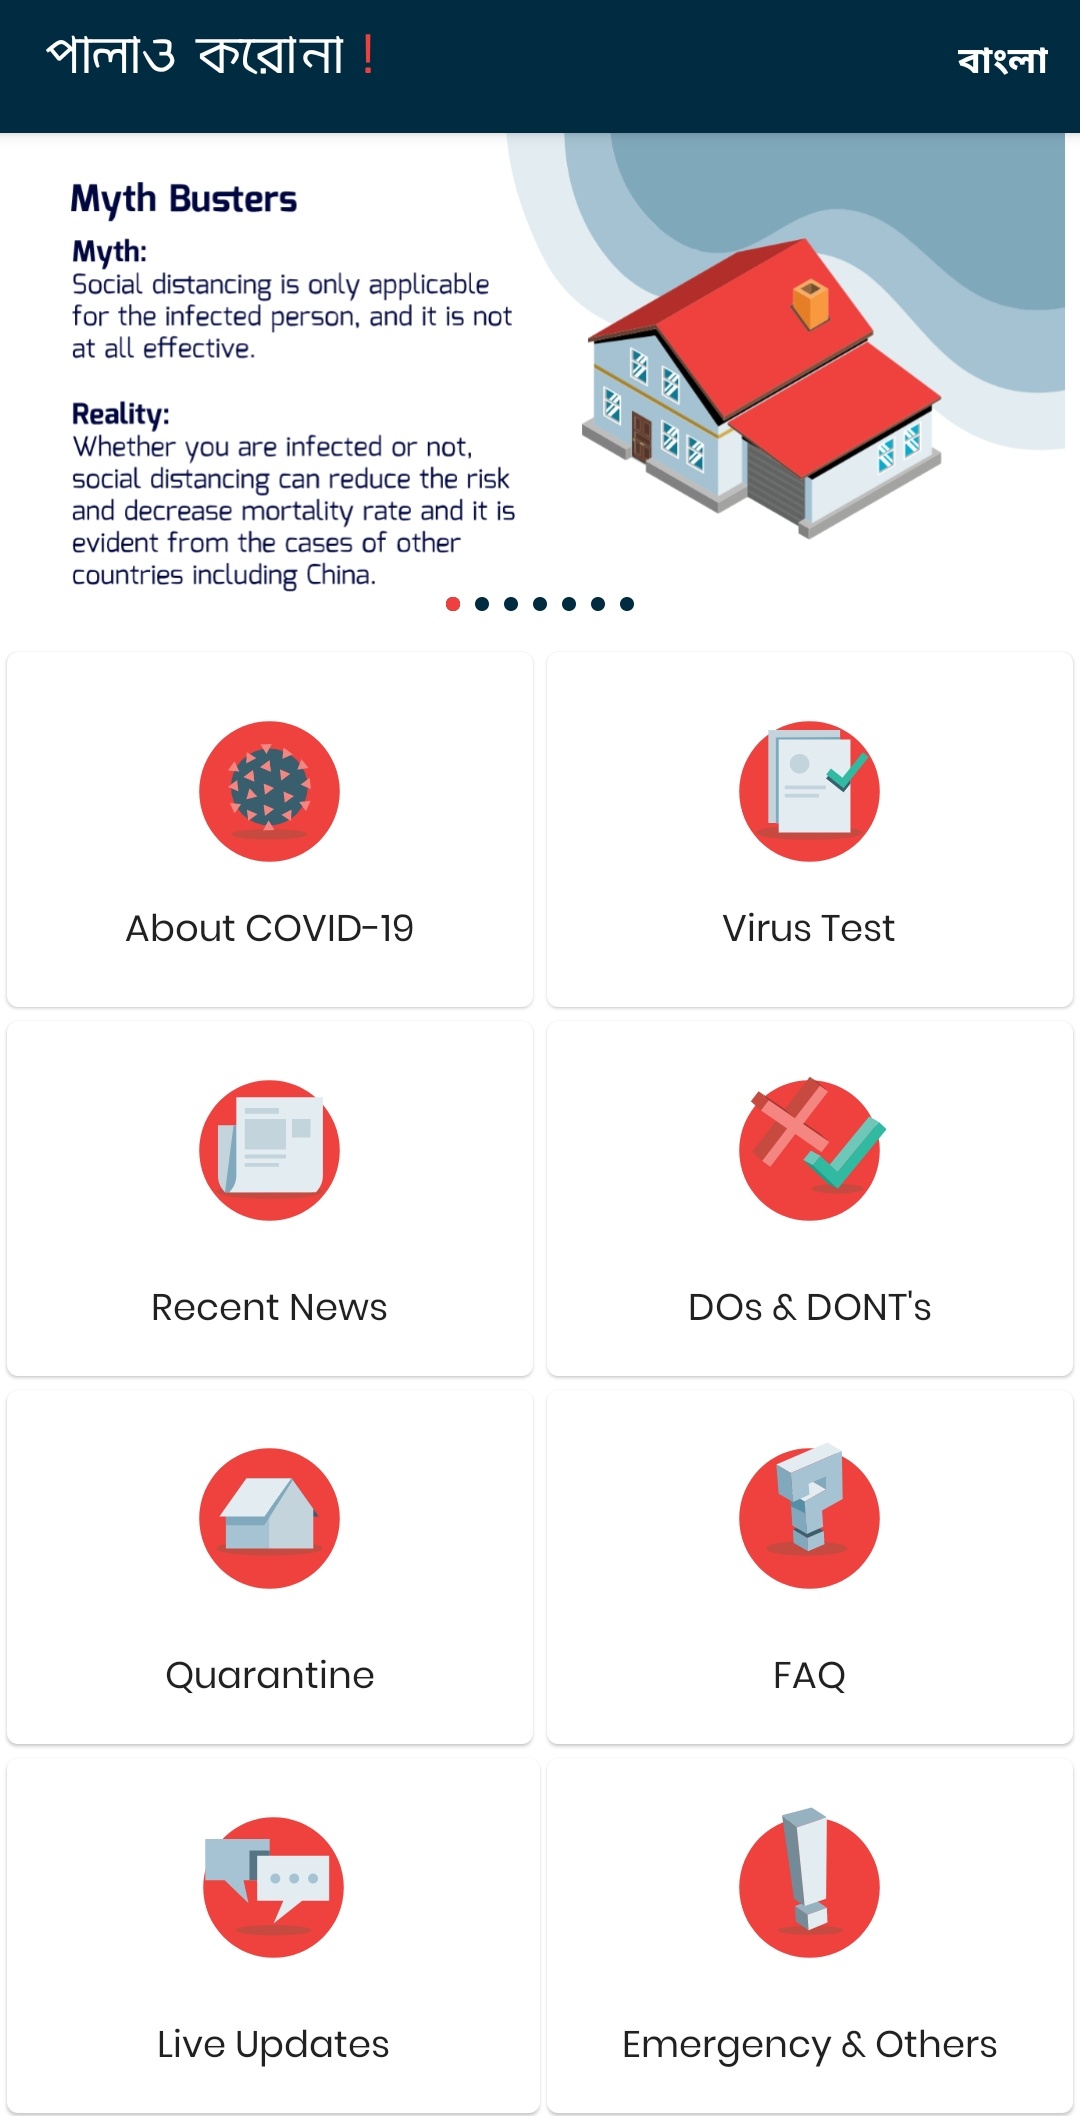 পালাও করোনা !
বাংলা
Myth Busters
Myth:
Social distancing is only applicable
for the infected person, and it is not
at all effective.
Reality:
Whether you are infected or not,
social distancing can reduce the risk
and decrease mortality rate and it is
evident from the cases of other
countries including China.
About COVID-19
Virus Test
Recent News
DOs & DONT's
Quarantine
FAQ
Live Updates
Emergency & Others